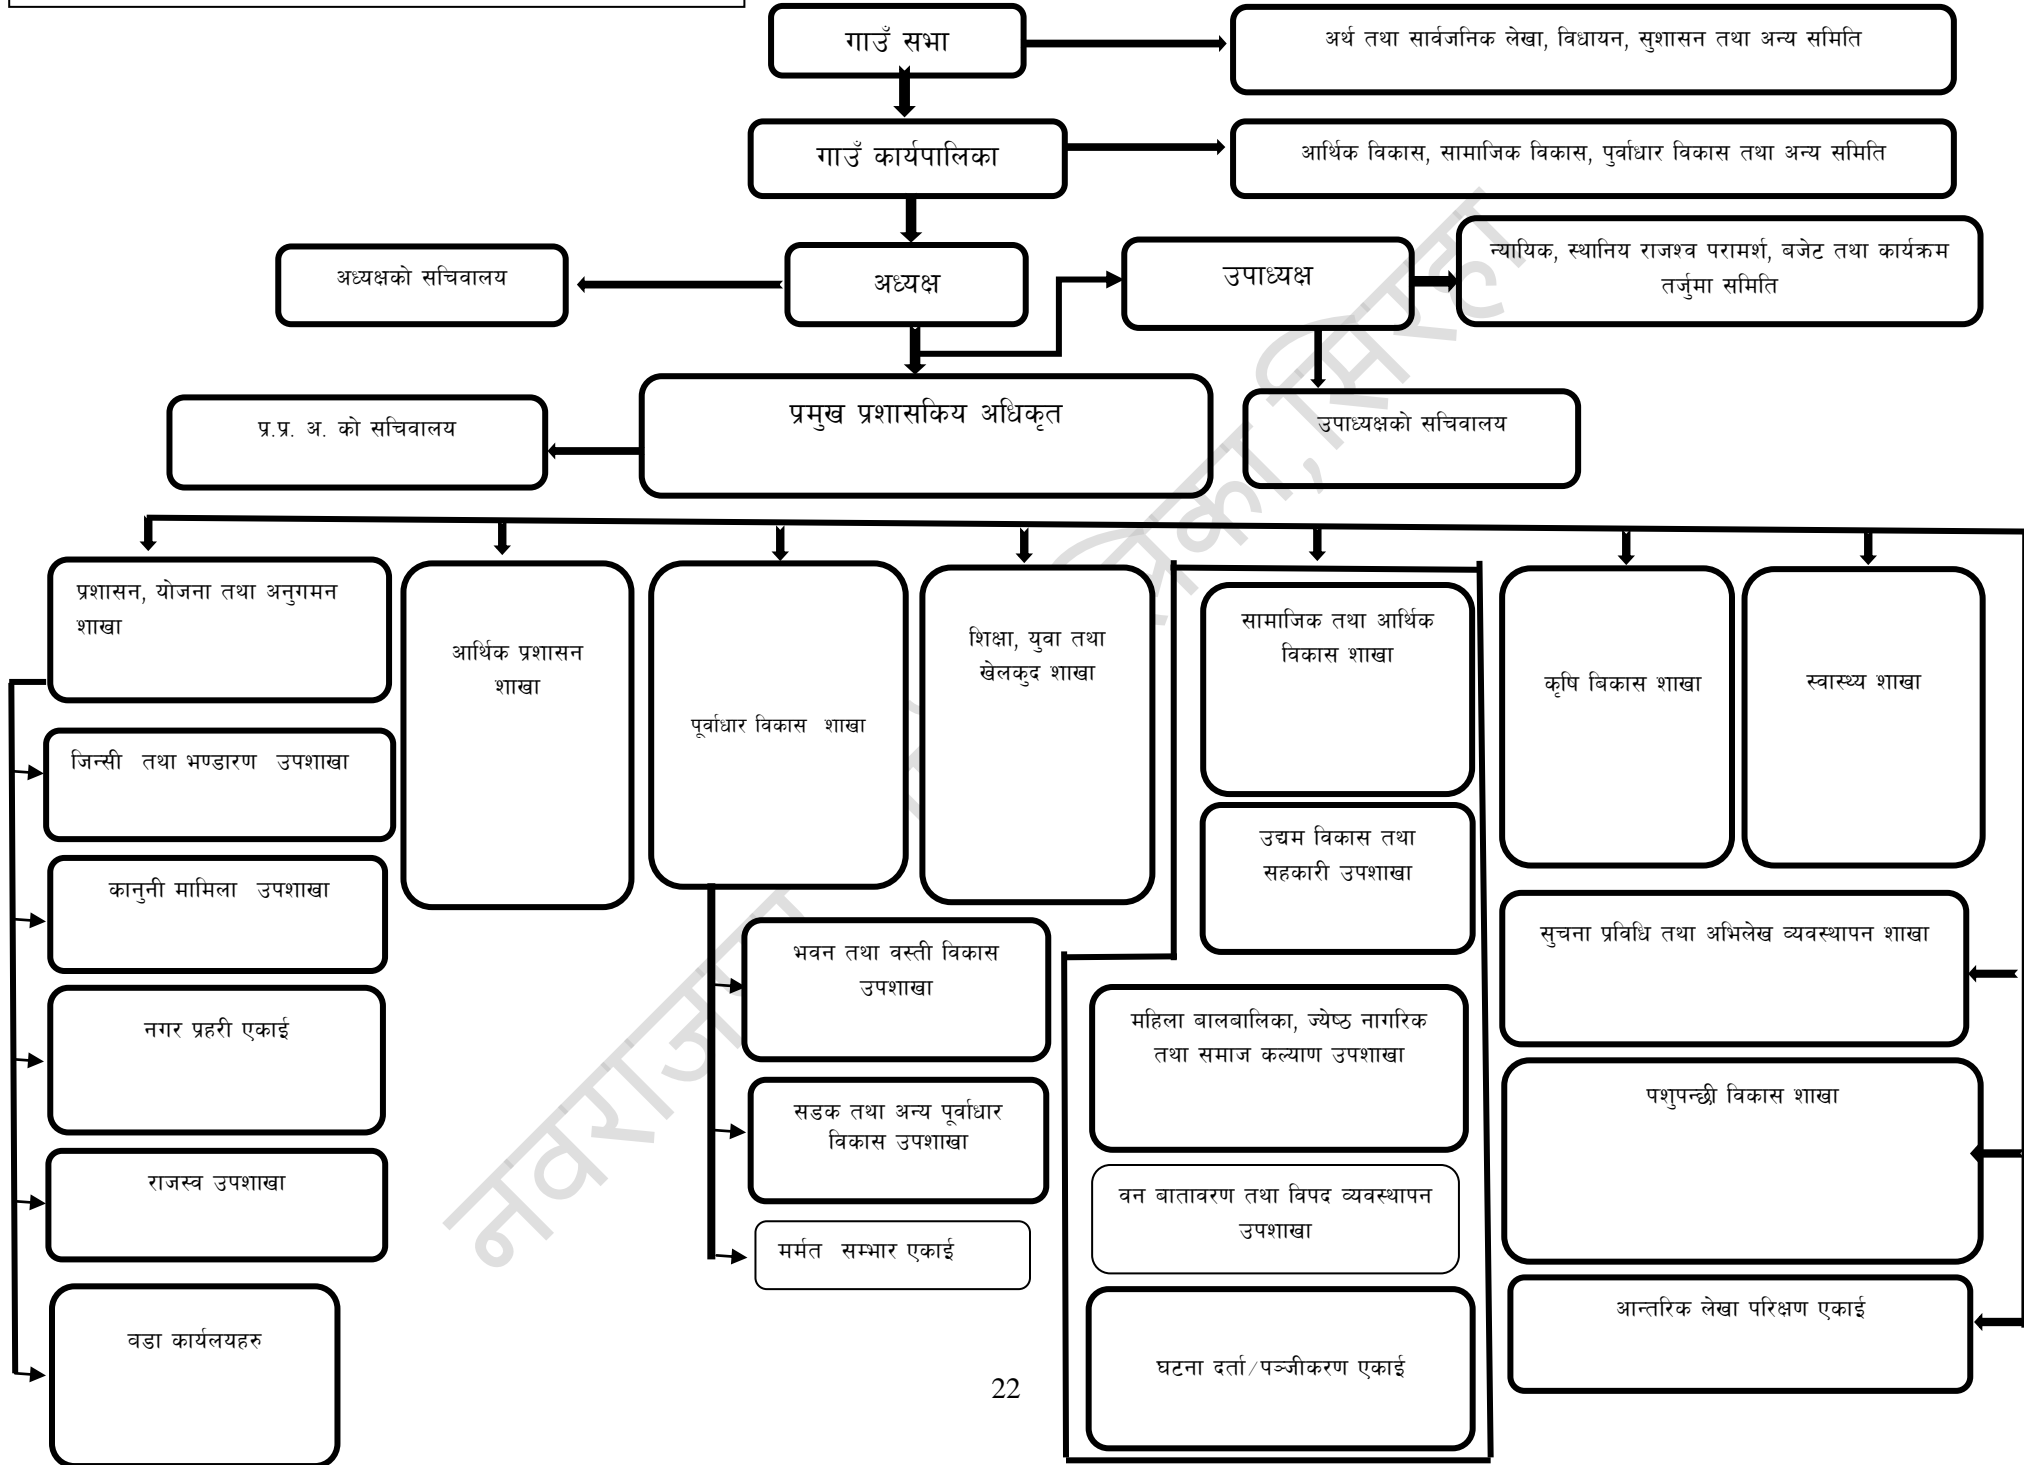 गाउँ सभा
अर्थ तथा सार्वजनिक लेखा, विधायन, सुशासन तथा अन्य समिति
गाउँ कार्यपालिका
आर्थिक विकास, सामाजिक विकास, पुर्वाधार विकास तथा अन्य समिति
अध्यक्षको सचिवालय
अध्यक्ष
उपाध्यक्ष
न्यायिक, स्थानिय राजश्व परामर्श, बजेट तथा कार्यक्रम
तर्जुमा समिति
प्र.प्र. अ. को सचिवालय
प्रमुख प्रशासकिय अधिकृत
उपाध्यक्षको सचिवालय
प्रशासन, योजना तथा अनुगमन
शाखा
आर्थिक प्रशासन
शाखा
पूर्वाधार विकास शाखा
शिक्षा, युवा तथा
खेलकुद शाखा
सामाजिक तथा आर्थिक
विकास शाखा
कृषि बिकास शाखा
स्वास्थ्य शाखा
जिन्सी तथा भण्डारण उपशाखा
कानुनी मामिला उपशाखा
नगर प्रहरी एकाई
राजस्व उपशाखा
वडा कार्यलयहरु
भवन तथा वस्ती विकास
उपशाखा
सडक तथा अन्य पूर्वाधार
विकास उपशाखा
मर्मत सम्भार एकाई
उद्यम विकास तथा
सहकारी उपशाखा
महिला बालबालिका, ज्येष्ठ नागरिक
तथा समाज कल्याण उपशाखा
वन बातावरण तथा विपद व्यवस्थापन
उपशाखा
घटना दर्ता/पञ्जीकरण एकाई
सुचना प्रविधि तथा अभिलेख व्यवस्थापन शाखा
पशुपन्छी विकास शाखा
आन्तरिक लेखा परिक्षण एकाई
22